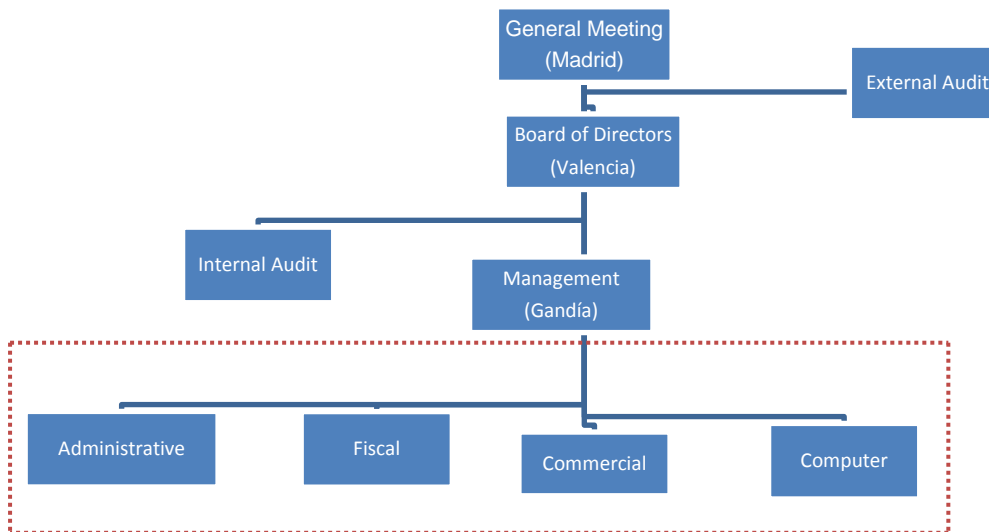 General Meeting
(Madrid)
External Audit
Board of Directors
(Valencia)
Internal Audit
Management
(Gandía)
Administrative
Fiscal
Commercial
Computer